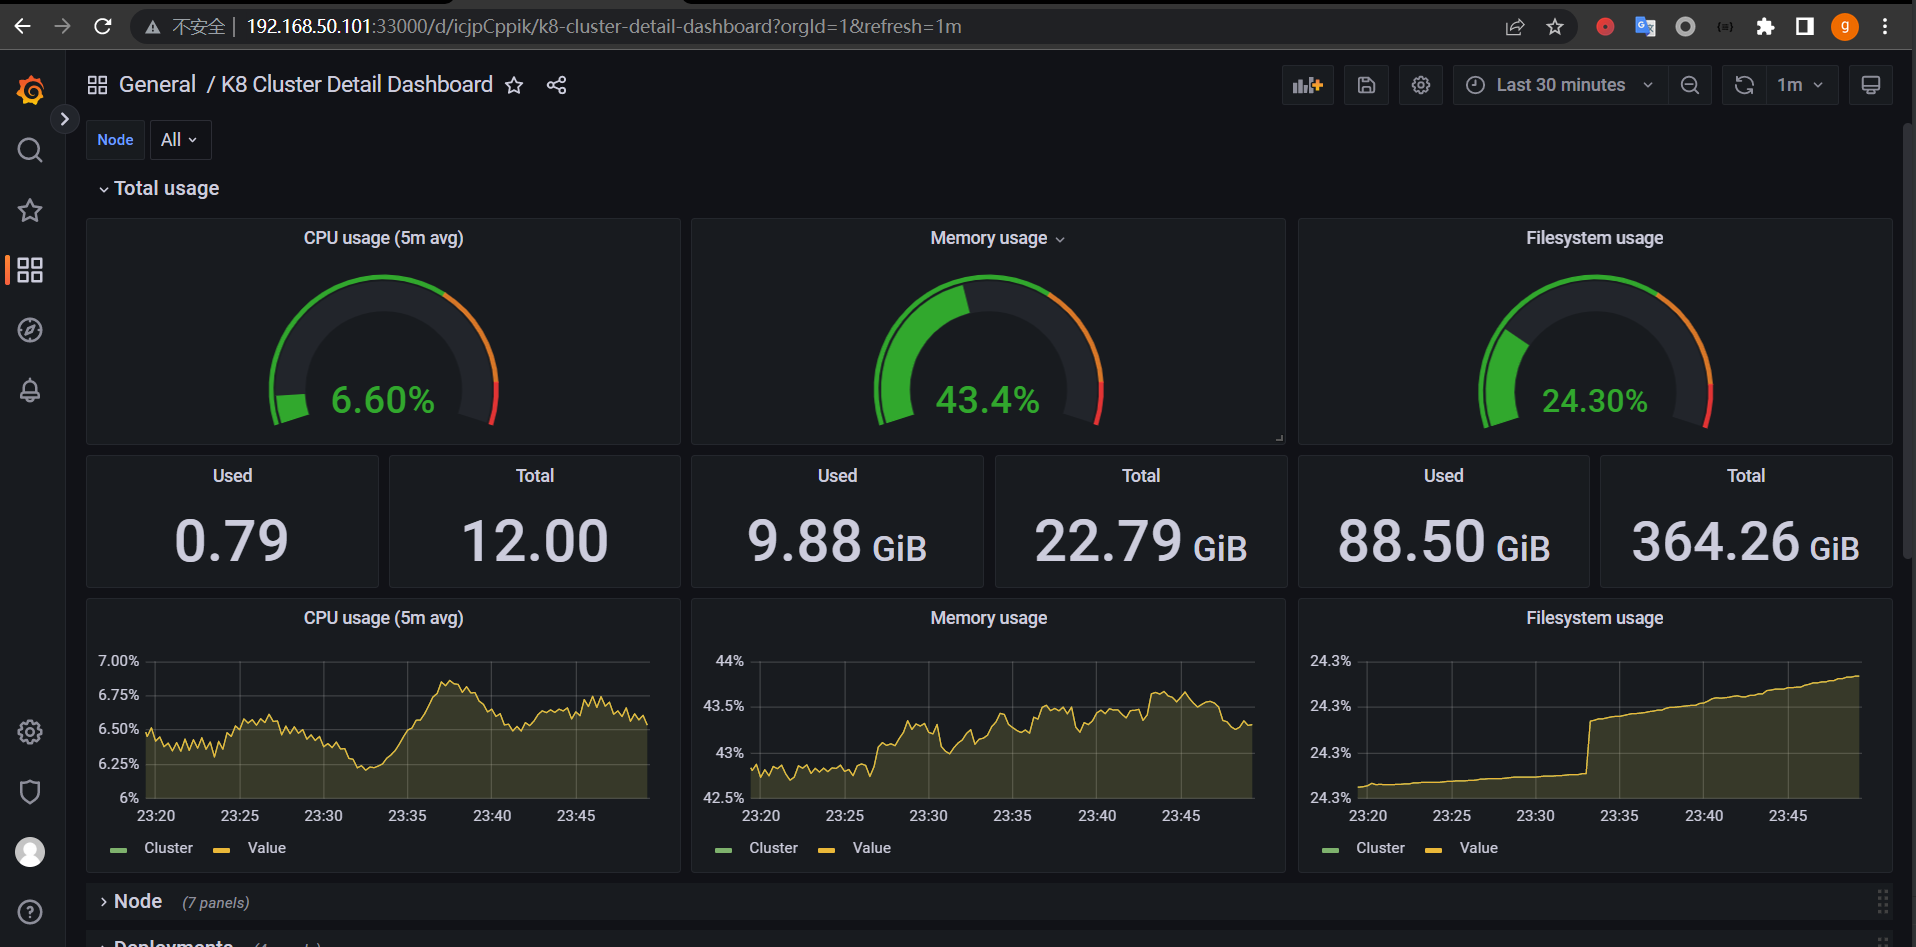 不安全 | 192.168.50.101:33000/d/icjpCppik/k8-cluster-detail-dashboard?orgId=1&refresh=1m
g
General / K8 Cluster Detail Dashboard
Last 30 minutes
1m
Node All
Total usage
CPU usage (5m avg)
6.60%
Memory usage
43.4%
Filesystem usage
24.30%
Used
0.79
Total
12.00
Used
9.88 GiB
Total
22.79 GiB
Used
88.50 GiB
Total
364.26 GiB
CPU usage (5m avg)
7.00%
6.75%
6.50%
6.25%
6%
23:20 23:25 23:30 23:35 23:40 23:45
Cluster Value
Memory usage
44%
43.5%
43%
42.5%
23:20 23:25 23:30 23:35 23:40 23:45
Cluster Value
Filesystem usage
24.3%
24.3%
24.3%
24.3%
23:20 23:25 23:30 23:35 23:40 23:45
Cluster Value
Node (7 panels)
Deployments